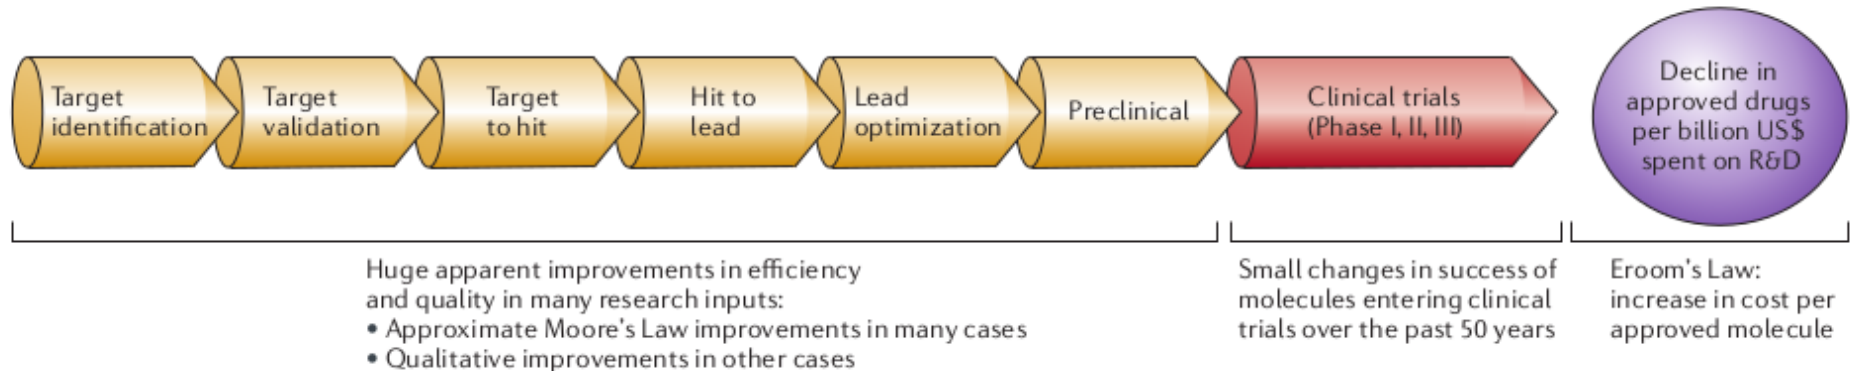 Target
identification
Target
validation
Target
to hit
Hit to
lead
Lead
optimization
Preclinical
Clinical trials
(Phase I, II, III)
Decline in
approved drugs
per billion US$
spent on R&D
Huge apparent improvements in efficiency
and quality in many research inputs:
• Approximate Moore's Law improvements in many cases
• Qualitative improvements in other cases
Small changes in success of
molecules entering clinical
trials over the past 50 years
Eroom's Law:
increase in cost per
approved molecule